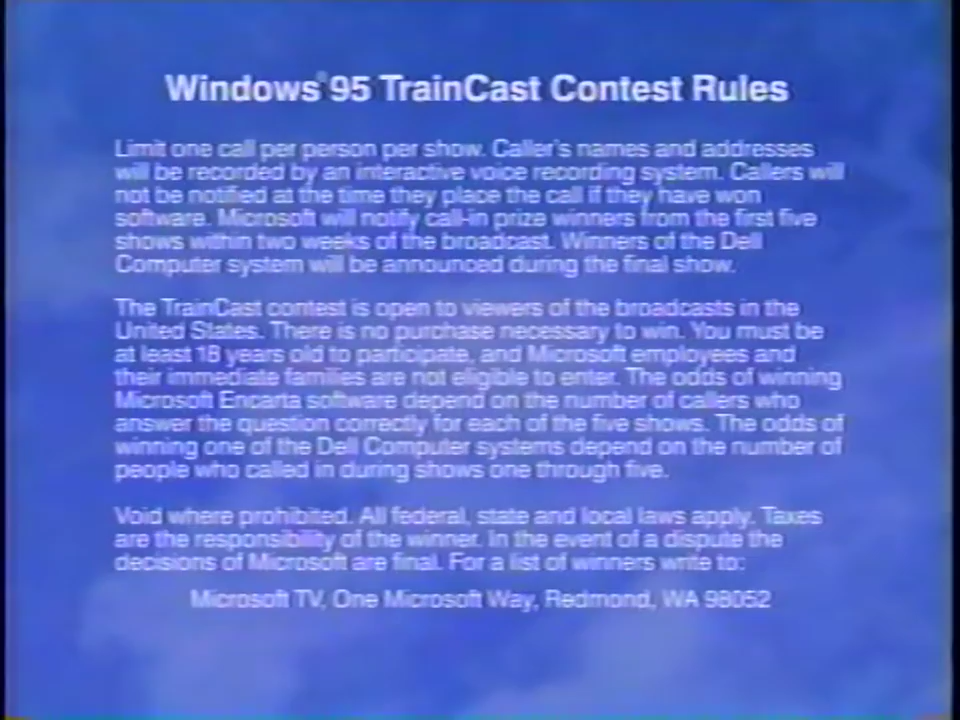 Windows®95 TrainCast Contest Rules
Limit one call per person per show. Caller's names and addresses
will be recorded by an interactive voice recording system. Callers will
not be notified at the time they place the call if they have won
software. Microsoft will notify call-in prize winners from the first five
shows within two weeks of the broadcast. Winners of the Dell
Computer system will be announced during the final show.
The TrainCast contest is open to viewers of the broadcasts in the
United States. There is no purchase necessary to win. You must be
at least 18 years old to participate, and Microsoft employees and
their immediate families are not eligible to enter. The odds of winning
Microsoft Encarta software depend on the number of callers who
answer the question correctly for each of the five shows. The odds of
winning one of the Dell Computer systems depend on the number of
people who called in during shows one through five.
Void where prohibited. All federal, state and local laws apply. Taxes
are the responsibility of the winner. In the event of a dispute the
decisions of Microsoft are final. For a list of winners write to:
Microsoft TV, One Microsoft Way, Redmond, WA 98052